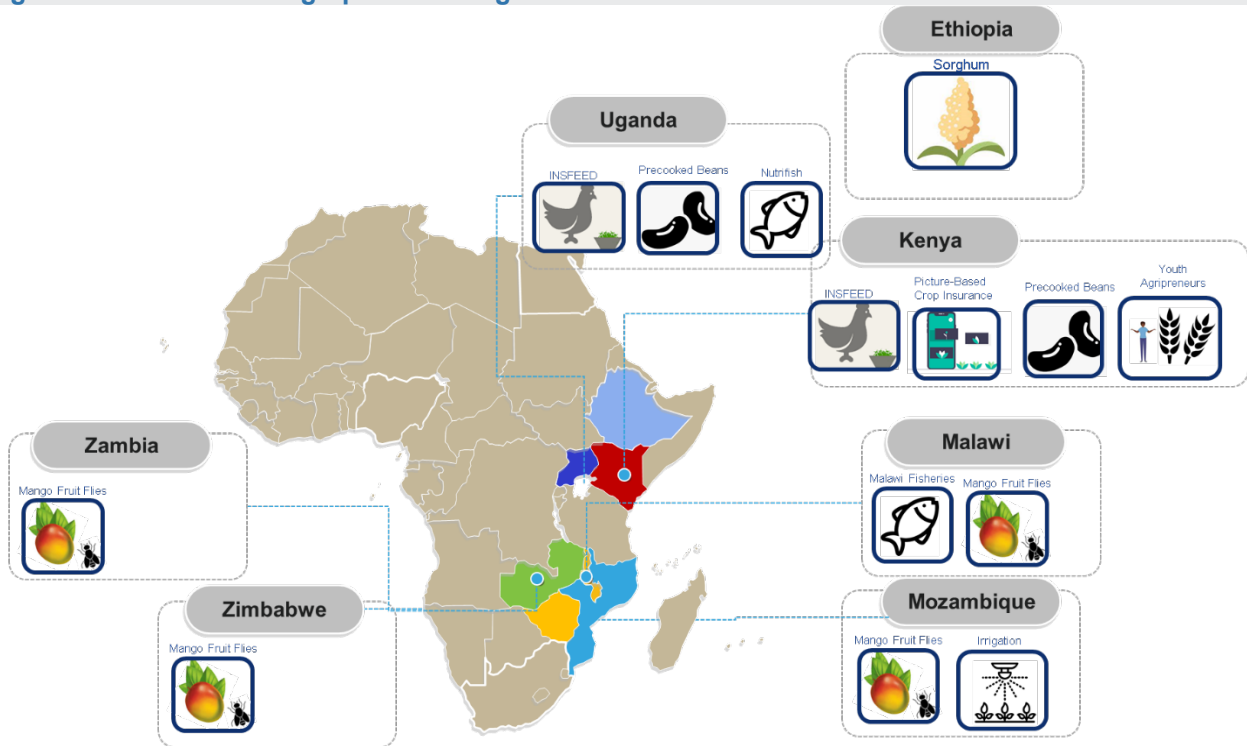 Ethiopia
Sorghum
Uganda
INSFEED
Precooked Beans
Nutrifish
Kenya
INSFEED
Picture-Based
Crop Insurance
Precooked Beans
Youth
Agripreneurs
Zambia
Mango Fruit Flies
Malawi
Malawi Fisheries
Mango Fruit Flies
Zimbabwe
Mango Fruit Flies
Mozambique
Mango Fruit Flies
Irrigation